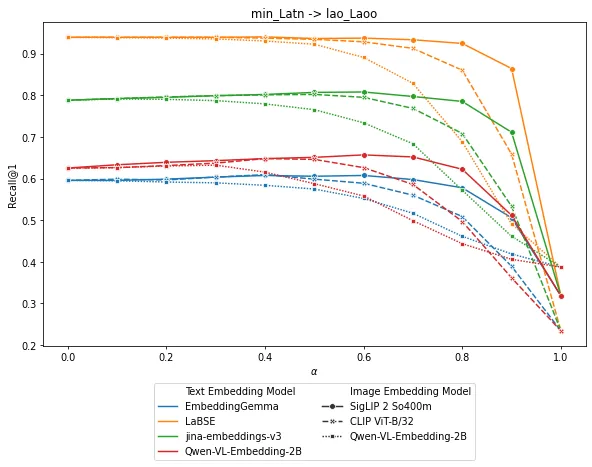 min_Latn -> lao_Laoo
Recall@1
0.9
0.8
0.7
0.6
0.5
0.4
0.3
0.2
0.0 0.2 0.4 0.6 0.8 1.0
α
Text Embedding Model Image Embedding Model
EmbeddingGemma SigLIP 2 So400m
LaBSE CLIP ViT-B/32
jina-embeddings-v3 Qwen-VL-Embedding-2B
Qwen-VL-Embedding-2B